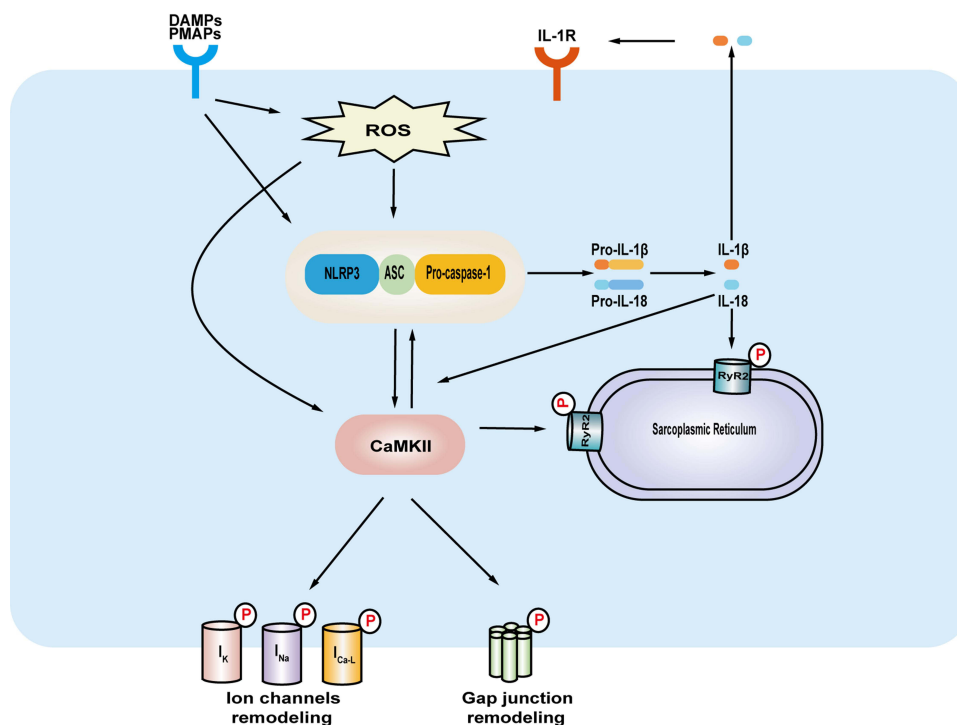 DAMPs
PMAPs
IL-1R
ROS
Pro-IL-1β
IL-1β
NLRP3
ASC
Pro-caspase-1
Pro-IL-18
IL-18
P
RyR2
P
RyR2
Sarcoplasmic Reticulum
CaMKII
P
P
P
P
IK
INa
ICa-L
Ion channels
remodeling
Gap junction
remodeling